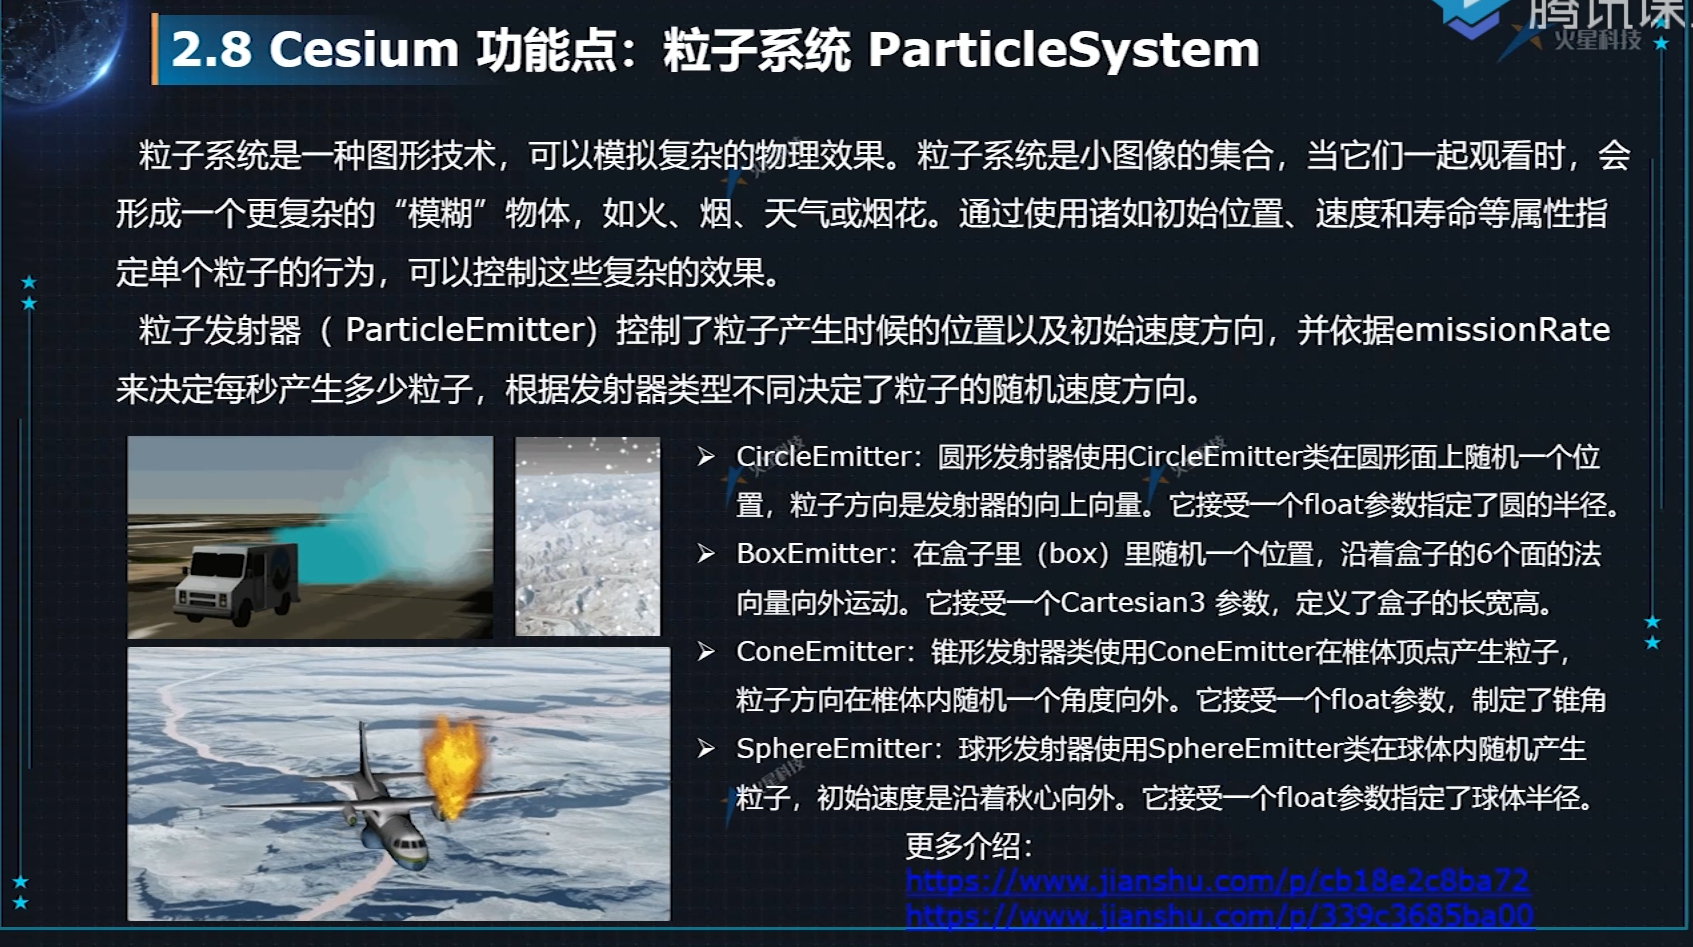 2.8 Cesium 功能点：粒子系统 ParticleSystem
腾讯课
火星科技
粒子系统是一种图形技术，可以模拟复杂的物理效果。粒子系统是小图像的集合，当它们一起观看时，会
形成一个更复杂的“模糊”物体，如火、烟、天气或烟花。通过使用诸如初始位置、速度和寿命等属性指
定单个粒子的行为，可以控制这些复杂的效果。
粒子发射器（ ParticleEmitter）控制了粒子产生时候的位置以及初始速度方向，并依据emissionRate
来决定每秒产生多少粒子，根据发射器类型不同决定了粒子的随机速度方向。
➢ CircleEmitter：圆形发射器使用CircleEmitter类在圆形面上随机一个位
置，粒子方向是发射器的向上向量。它接受一个float参数指定了圆的半径。
➢ BoxEmitter：在盒子里（box）里随机一个位置，沿着盒子的6个面的法
向量向外运动。它接受一个Cartesian3 参数，定义了盒子的长宽高。
➢ ConeEmitter：锥形发射器类使用ConeEmitter在椎体顶点产生粒子，
粒子方向在椎体内随机一个角度向外。它接受一个float参数，制定了锥角
➢ SphereEmitter：球形发射器使用SphereEmitter类在球体内随机产生
粒子，初始速度是沿着秋心向外。它接受一个float参数指定了球体半径。
更多介绍：
https://www.jianshu.com/p/cb18e2c8ba72
https://www.jianshu.com/p/339c3685ba00